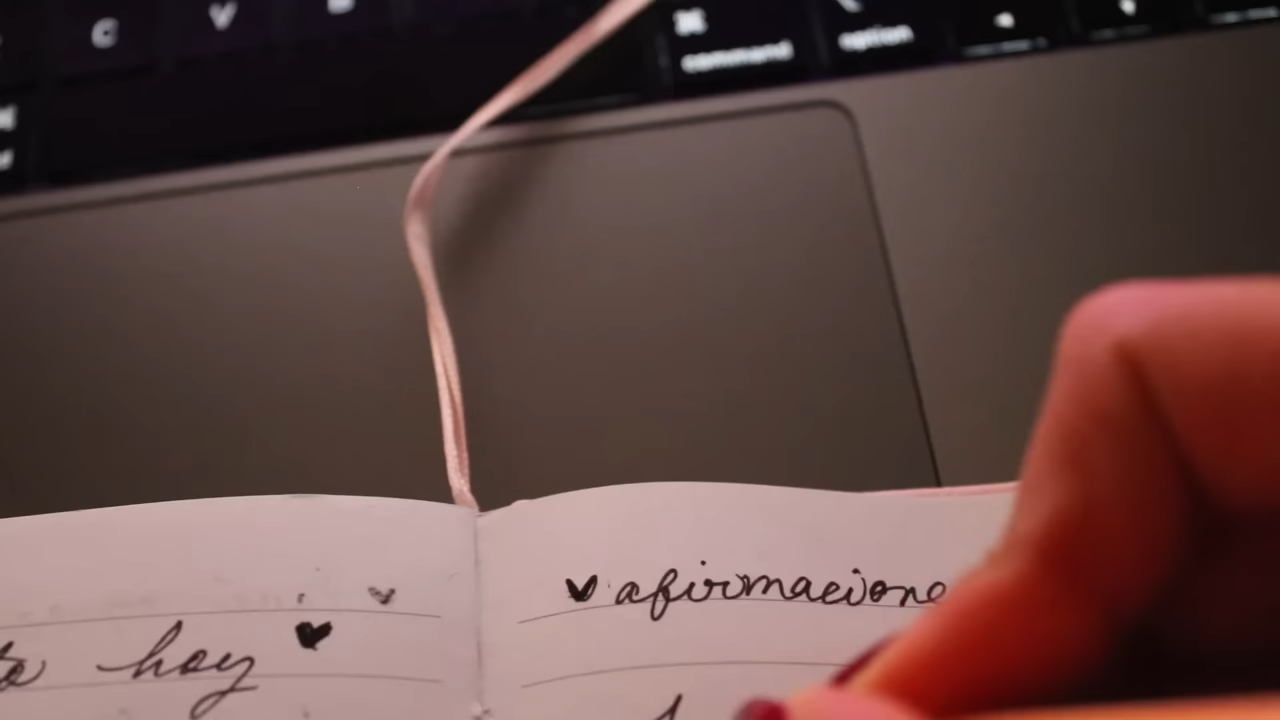 C V B ⌘ ⌥
command option
♥ afirmacione
hoy ♥